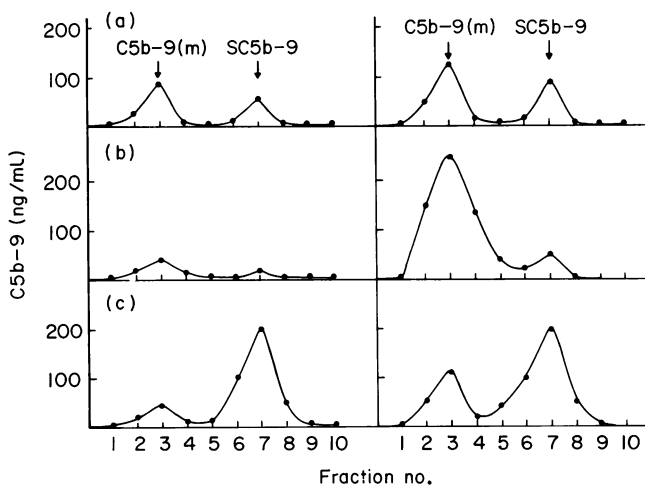 (a)
C5b-9(m) SC5b-9 C5b-9(m) SC5b-9
100
(b)
200
100
C5b-9 (ng/mL)
(c)
200
100
1 2 3 4 5 6 7 8 9 10 1 2 3 4 5 6 7 8 9 10
Fraction no.